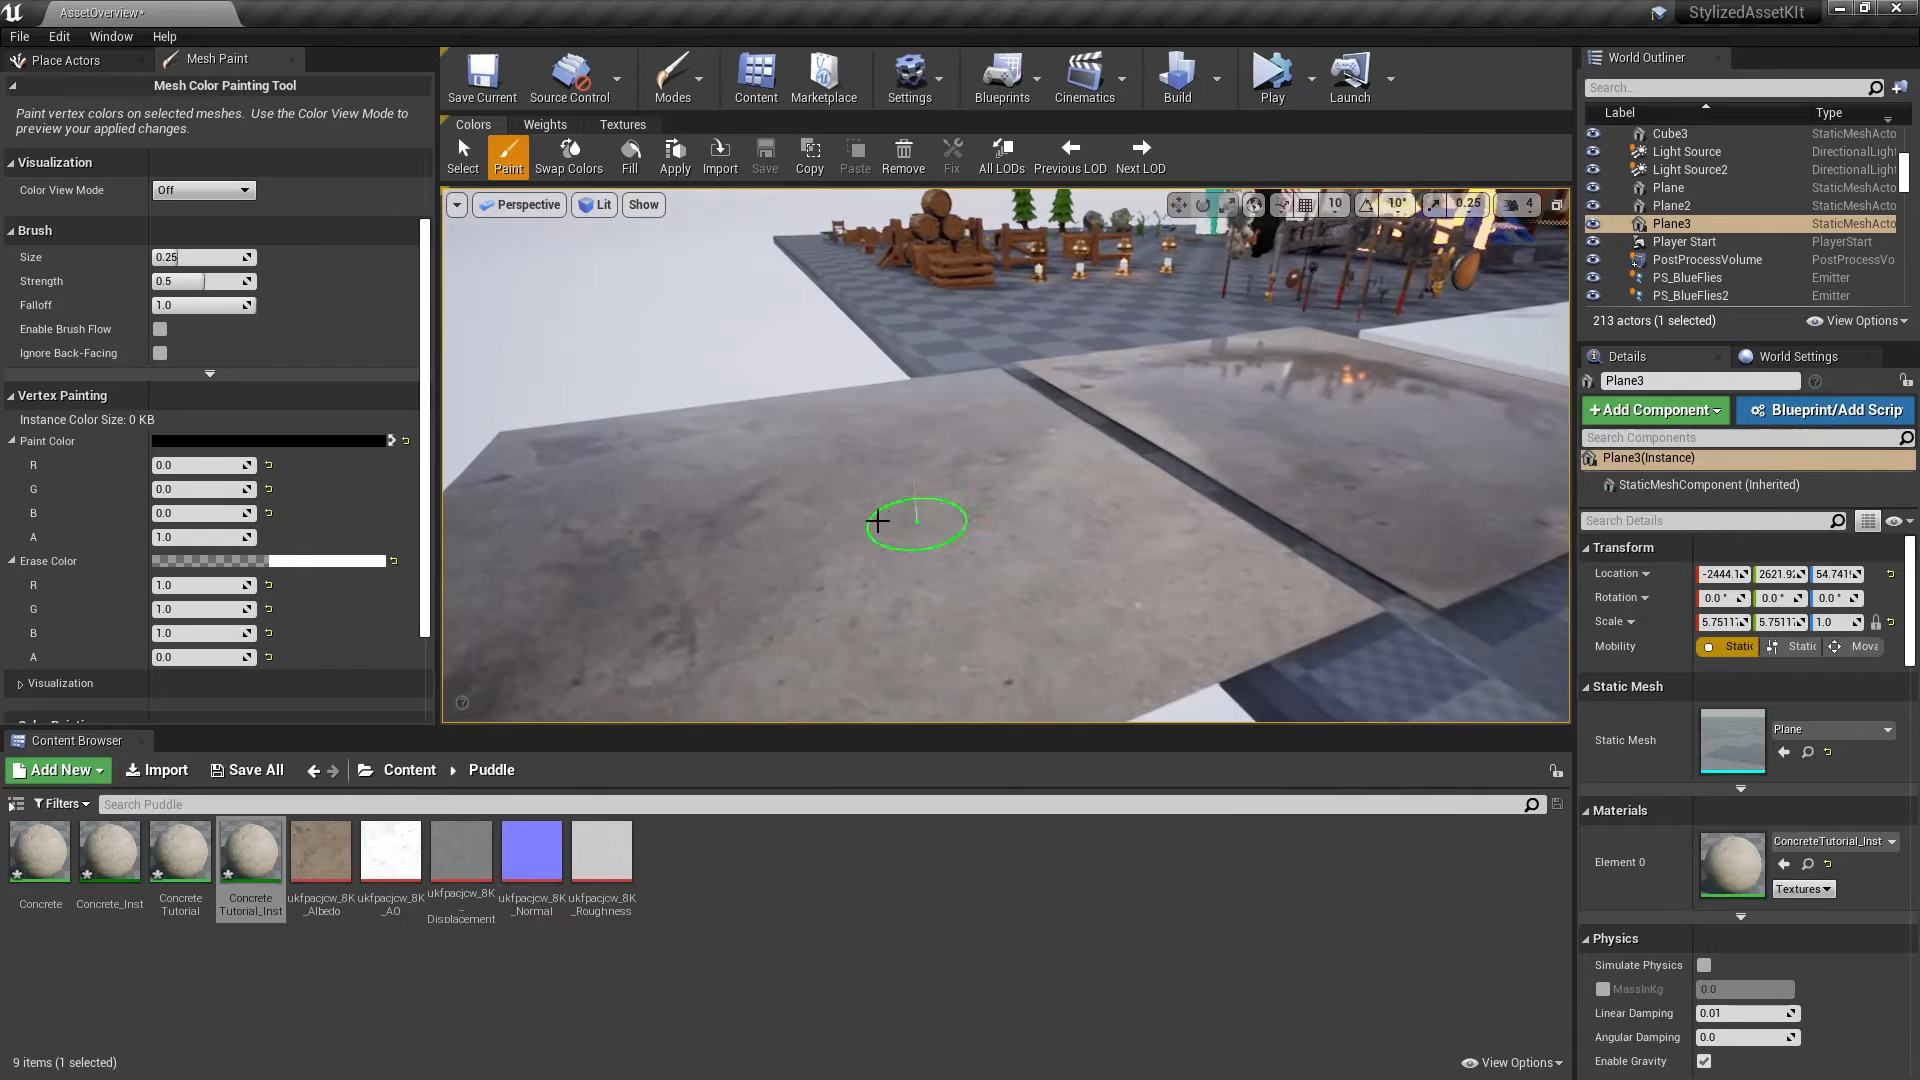 AssetOverview*
StylizedAssetKIt
File Edit Window Help
Place Actors
Mesh Paint
Mesh Color Painting Tool
Paint vertex colors on selected meshes. Use the Color View Mode to
preview your applied changes.
Visualization
Color View Mode Off
Brush
Size 0.25
Strength 0.5
Falloff 1.0
Enable Brush Flow
Ignore Back-Facing
Vertex Painting
Instance Color Size: 0 KB
Paint Color
R 0.0
G 0.0
B 0.0
A 1.0
Erase Color
R 1.0
G 1.0
B 1.0
A 0.0
Visualization
Save Current Source Control Modes Content Marketplace Settings Blueprints Cinematics Build Play Launch
Colors Weights Textures
Select Paint Swap Colors Fill Apply Import Save Copy Paste Remove Fix All LODs Previous LOD Next LOD
Perspective Lit Show 10 10° 0.25 4
World Outliner
Search...
Label Type
Cube3 StaticMeshActo
Light Source DirectionalLight
Light Source2 DirectionalLight
Plane StaticMeshActo
Plane2 StaticMeshActo
Plane3 StaticMeshActo
Player Start PlayerStart
PostProcessVolume PostProcessVo
PS_BlueFlies Emitter
PS_BlueFlies2 Emitter
213 actors (1 selected) View Options
Details World Settings
Plane3
+Add Component Blueprint/Add Scrip
Search Components
Plane3(Instance)
StaticMeshComponent (Inherited)
Search Details
Transform
Location -2444.1 2621.9 54.741
Rotation 0.0 ° 0.0 ° 0.0 °
Scale 5.7511 5.7511 1.0
Mobility Static Static Mova
Static Mesh
Static Mesh Plane
Materials
Element 0 ConcreteTutorial_Inst
Textures
Physics
Simulate Physics
MassInKg 0.0
Linear Damping 0.01
Angular Damping 0.0
Enable Gravity
Content Browser
Add New Import Save All Content Puddle
Filters Search Puddle
Concrete
Concrete_Inst
Concrete
Tutorial
Concrete
Tutorial_Inst
ukfpacjcw_8K
_Albedo
ukfpacjcw_8K
_AO
ukfpacjcw_8K
_
Displacement
ukfpacjcw_8K
_Normal
ukfpacjcw_8K
_Roughness
9 items (1 selected) View Options